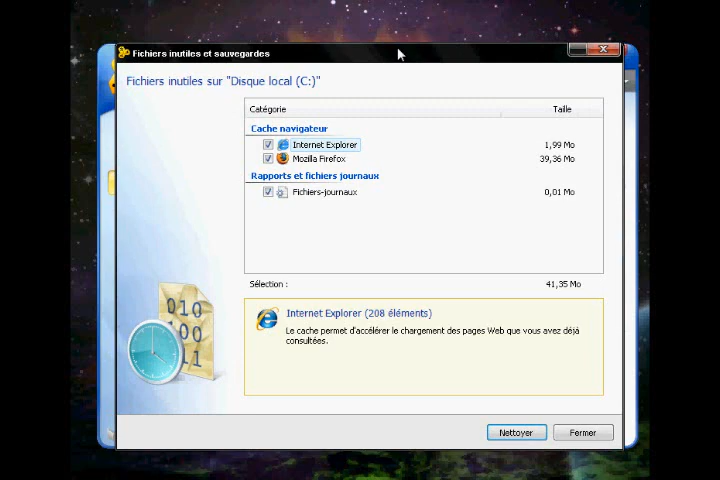 Fichiers inutiles et sauvegardes
Fichiers inutiles sur "Disque local (C:)"
Catégorie Taille
Cache navigateur
Internet Explorer 1,99 Mo
Mozilla Firefox 39,36 Mo
Rapports et fichiers journaux
Fichiers-journaux 0,01 Mo
Sélection : 41,35 Mo
010
100
11
Internet Explorer (208 éléments)
Le cache permet d'accélérer le chargement des pages Web que vous avez déjà
consultées.
Nettoyer Fermer